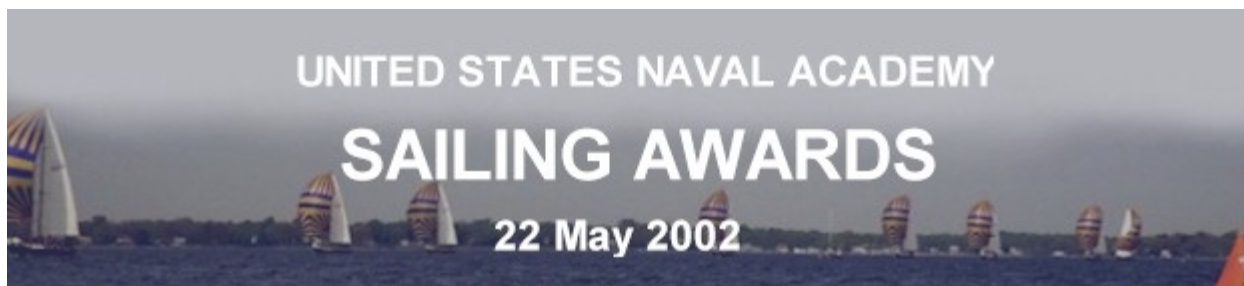 UNITED STATES NAVAL ACADEMY
SAILING AWARDS
22 May 2002